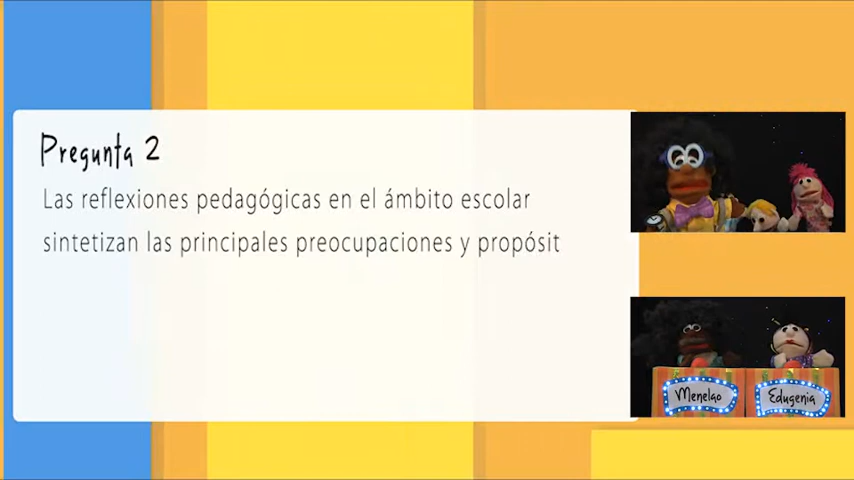 Pregunta 2
Las reflexiones pedagógicas en el ámbito escolar
sintetizan las principales preocupaciones y propósit
Menelao
Edugenia